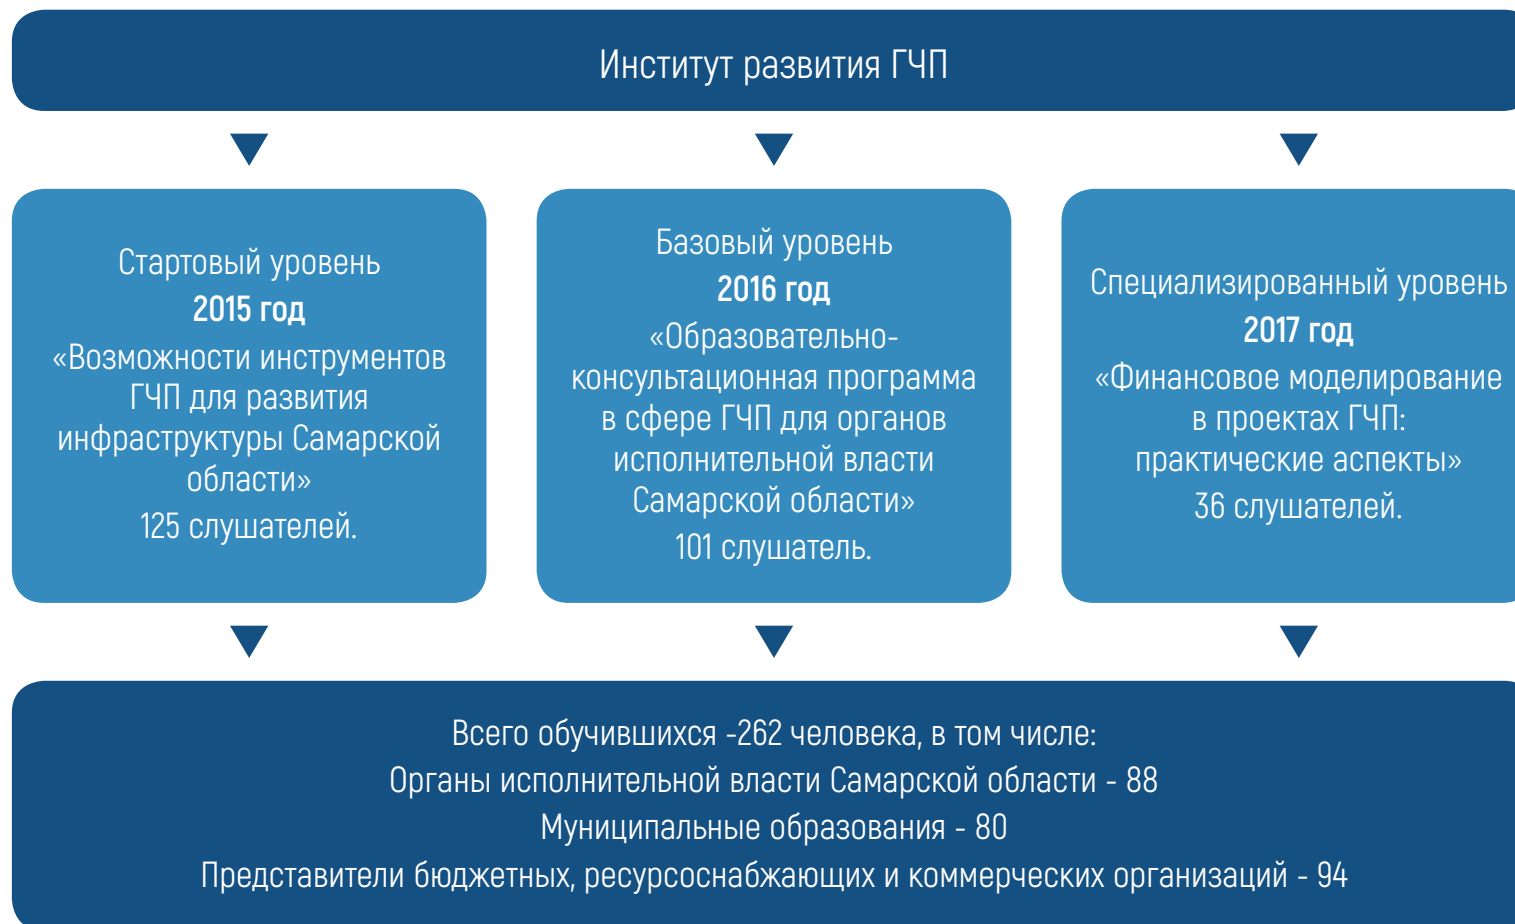 Институт развития ГЧП
Стартовый уровень
2015 год
«Возможности инструментов
ГЧП для развития
инфраструктуры Самарской
области»
125 слушателей.
Базовый уровень
2016 год
«Образовательно-
консультационная программа
в сфере ГЧП для органов
исполнительной власти
Самарской области»
101 слушатель.
Специализированный уровень
2017 год
«Финансовое моделирование
в проектах ГЧП:
практические аспекты»
36 слушателей.
Всего обучившихся -262 человека, в том числе:
Органы исполнительной власти Самарской области - 88
Муниципальные образования - 80
Представители бюджетных, ресурсоснабжающих и коммерческих организаций - 94